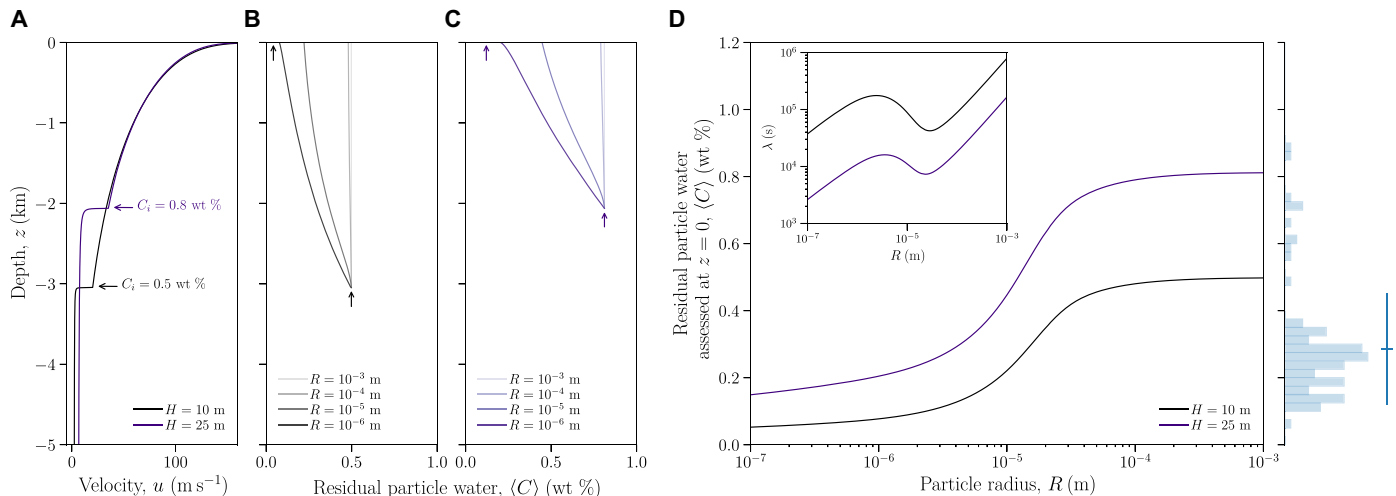 A
B
C
D
0
−1
−2
−3
−4
−5
Depth, z (km)
C_i = 0.8 wt %
C_i = 0.5 wt %
H = 10 m
H = 25 m
0
100
Velocity, u (m s⁻¹)
R = 10⁻³ m
R = 10⁻⁴ m
R = 10⁻⁵ m
R = 10⁻⁶ m
0.0
0.5
1.0
R = 10⁻³ m
R = 10⁻⁴ m
R = 10⁻⁵ m
R = 10⁻⁶ m
0.0
0.5
1.0
Residual particle water, ⟨C⟩ (wt %)
Residual particle water
assessed at z = 0, ⟨C⟩ (wt %)
1.2
1.0
0.8
0.6
0.4
0.2
0.0
10⁶
10⁵
10⁴
10³
λ (s)
10⁻⁷
10⁻⁵
10⁻³
R (m)
H = 10 m
H = 25 m
10⁻⁷
10⁻⁶
10⁻⁵
10⁻⁴
10⁻³
Particle radius, R (m)